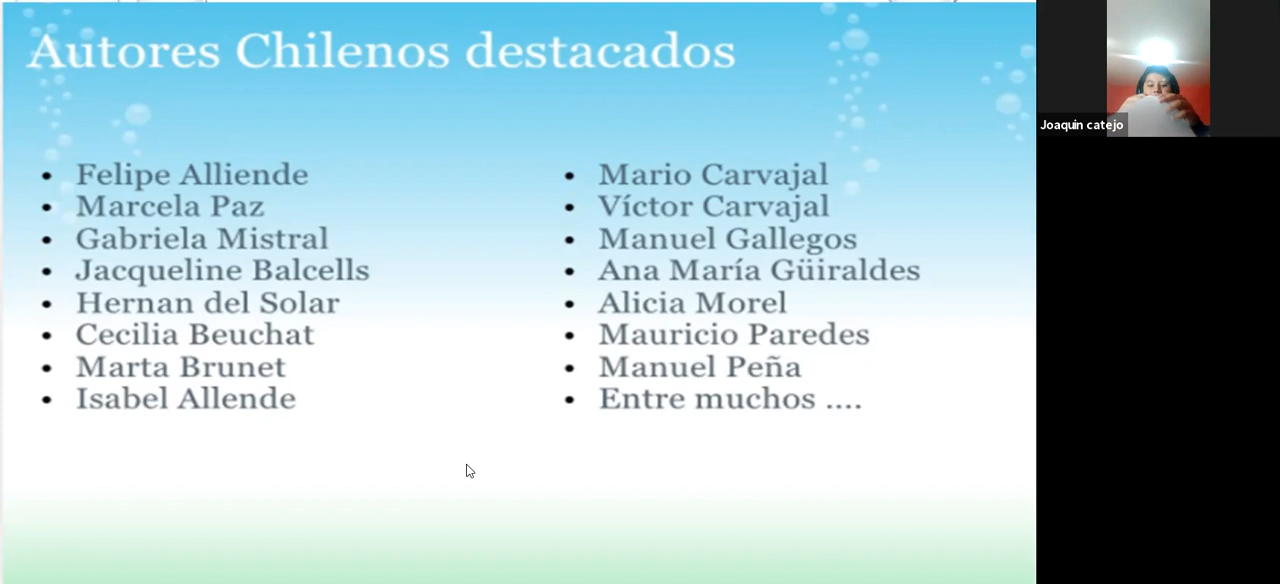 Autores Chilenos destacados
Felipe Alliende
Marcela Paz
Gabriela Mistral
Jacqueline Balcells
Hernan del Solar
Cecilia Beuchat
Marta Brunet
Isabel Allende
Mario Carvajal
Víctor Carvajal
Manuel Gallegos
Ana María Güiraldes
Alicia Morel
Mauricio Paredes
Manuel Peña
Entre muchos ....
Joaquin catejo